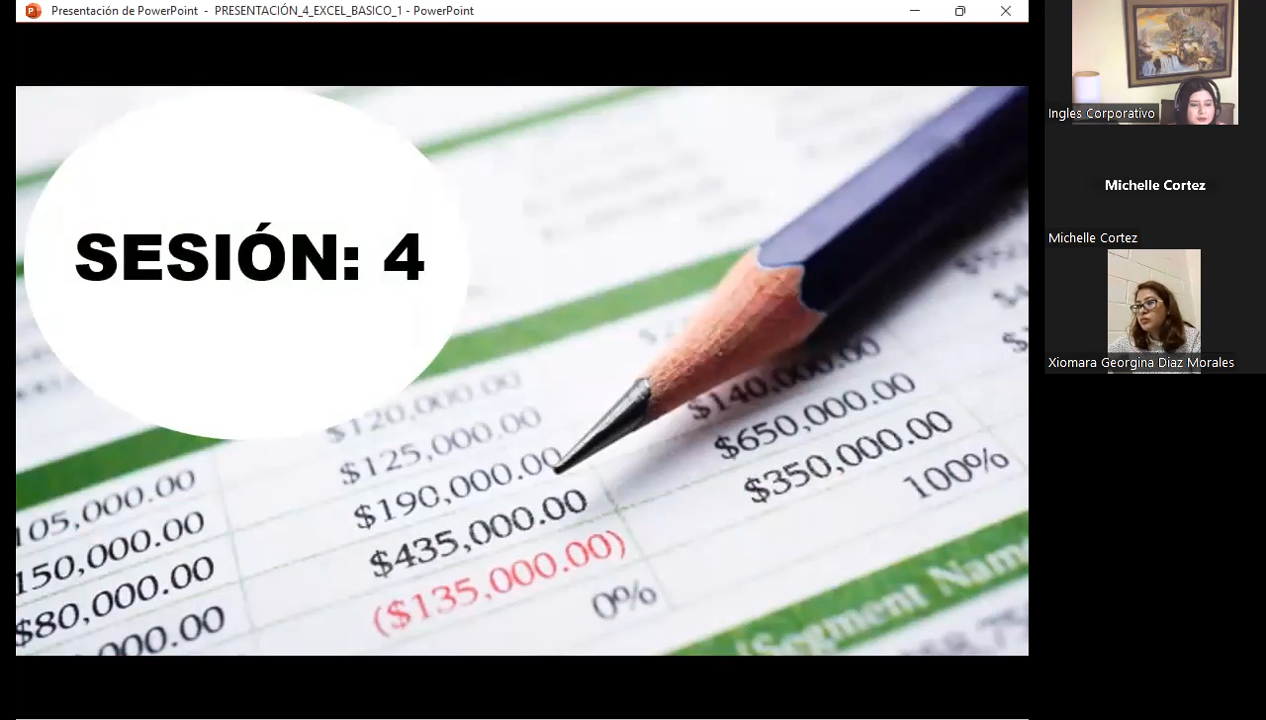 Presentación de PowerPoint - PRESENTACIÓN_4_EXCEL_BASICO_1 - PowerPoint
SESIÓN: 4
Ingles Corporativo
Michelle Cortez
Michelle Cortez
Xiomara Georgina Diaz Morales
$120,000.00
$140,000.00
105,000.00 $125,000.00 $650,000.00
150,000.00 $190,000.00 $350,000.00
$80,000.00 $435,000.00 100%
000.00 ($135,000.00)
0%
(Segment Nam